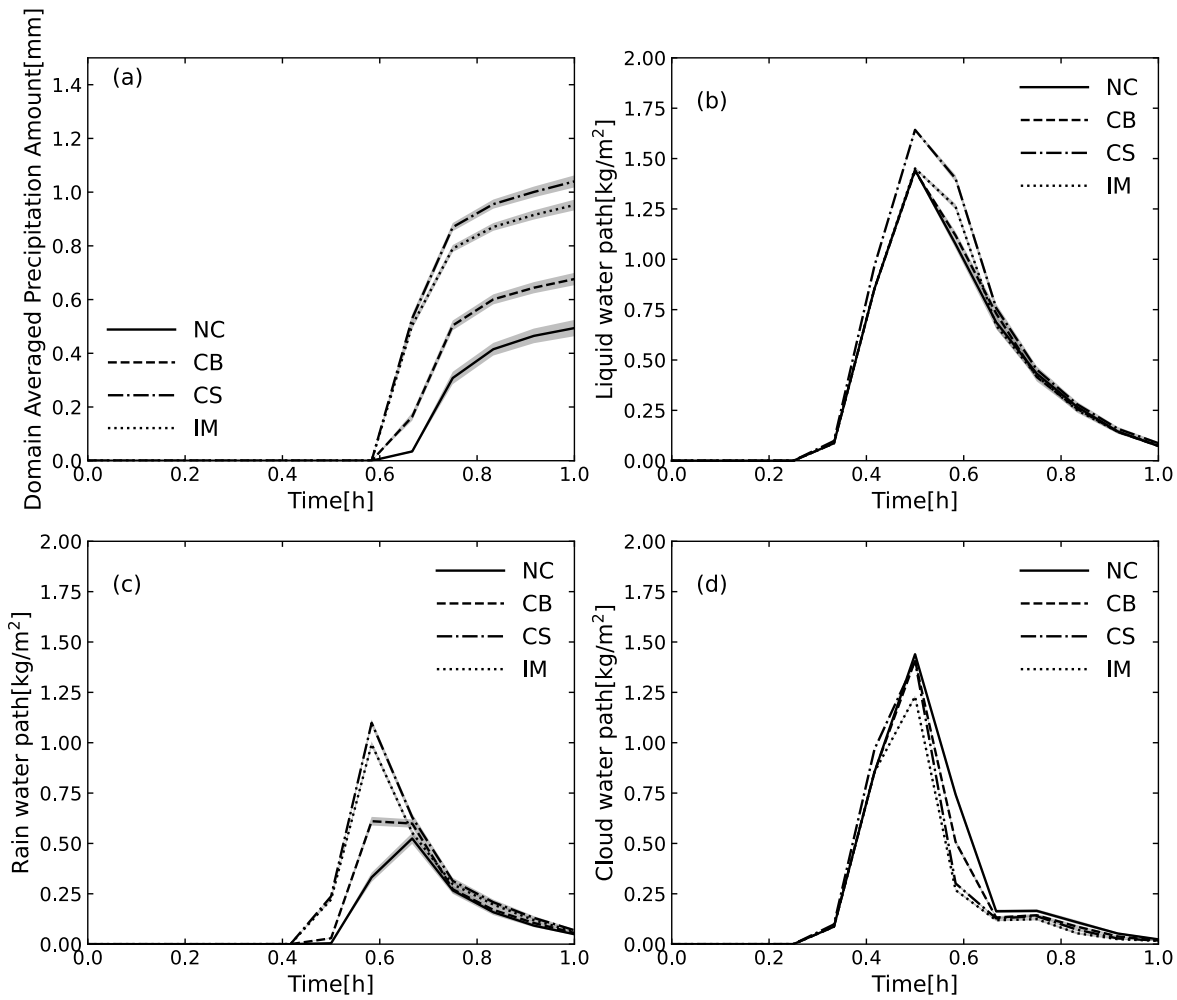 Domain Averaged Precipitation Amount[mm]
(a)
1.4
1.2
1.0
0.8
0.6
0.4
0.2
0.0
NC
CB
CS
IM
0.0 0.2 0.4 0.6 0.8 1.0
Time[h]
Liquid water path[kg/m²]
(b)
2.00
1.75
1.50
1.25
1.00
0.75
0.50
0.25
0.00
NC
CB
CS
IM
0.0 0.2 0.4 0.6 0.8 1.0
Time[h]
Rain water path[kg/m²]
(c)
2.00
1.75
1.50
1.25
1.00
0.75
0.50
0.25
0.00
NC
CB
CS
IM
0.0 0.2 0.4 0.6 0.8 1.0
Time[h]
Cloud water path[kg/m²]
(d)
2.00
1.75
1.50
1.25
1.00
0.75
0.50
0.25
0.00
NC
CB
CS
IM
0.0 0.2 0.4 0.6 0.8 1.0
Time[h]